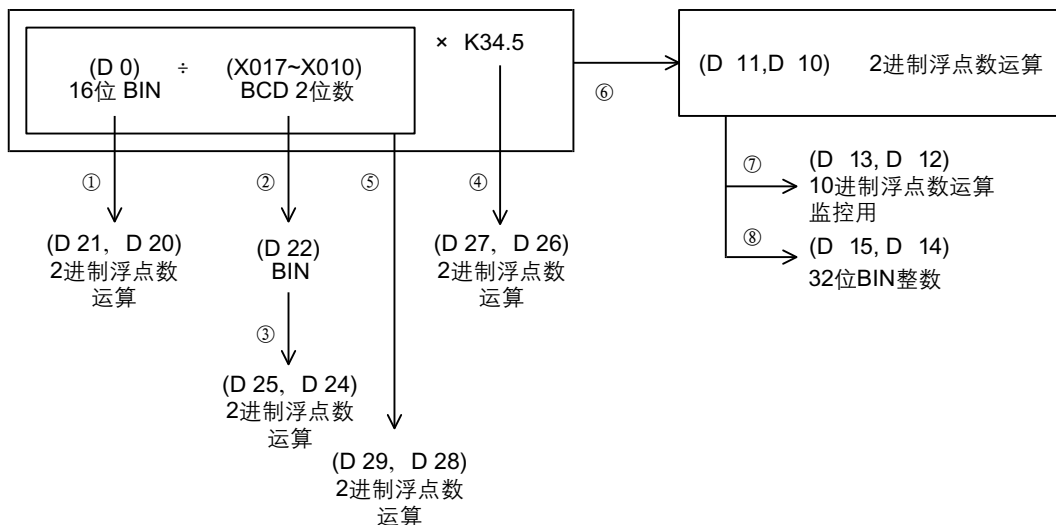 (D 0) ÷ (X017~X010) × K34.5
16位 BIN BCD 2位数
(D 11,D 10) 2进制浮点数运算
⑥
① ② ⑤ ④
⑦ (D 13, D 12)
10进制浮点数运算
监控用
⑧ (D 15, D 14)
32位BIN整数
(D 21, D 20)
2进制浮点数
运算
(D 22)
BIN
(D 27, D 26)
2进制浮点数
运算
③
(D 25, D 24)
2进制浮点数
运算
(D 29, D 28)
2进制浮点数
运算